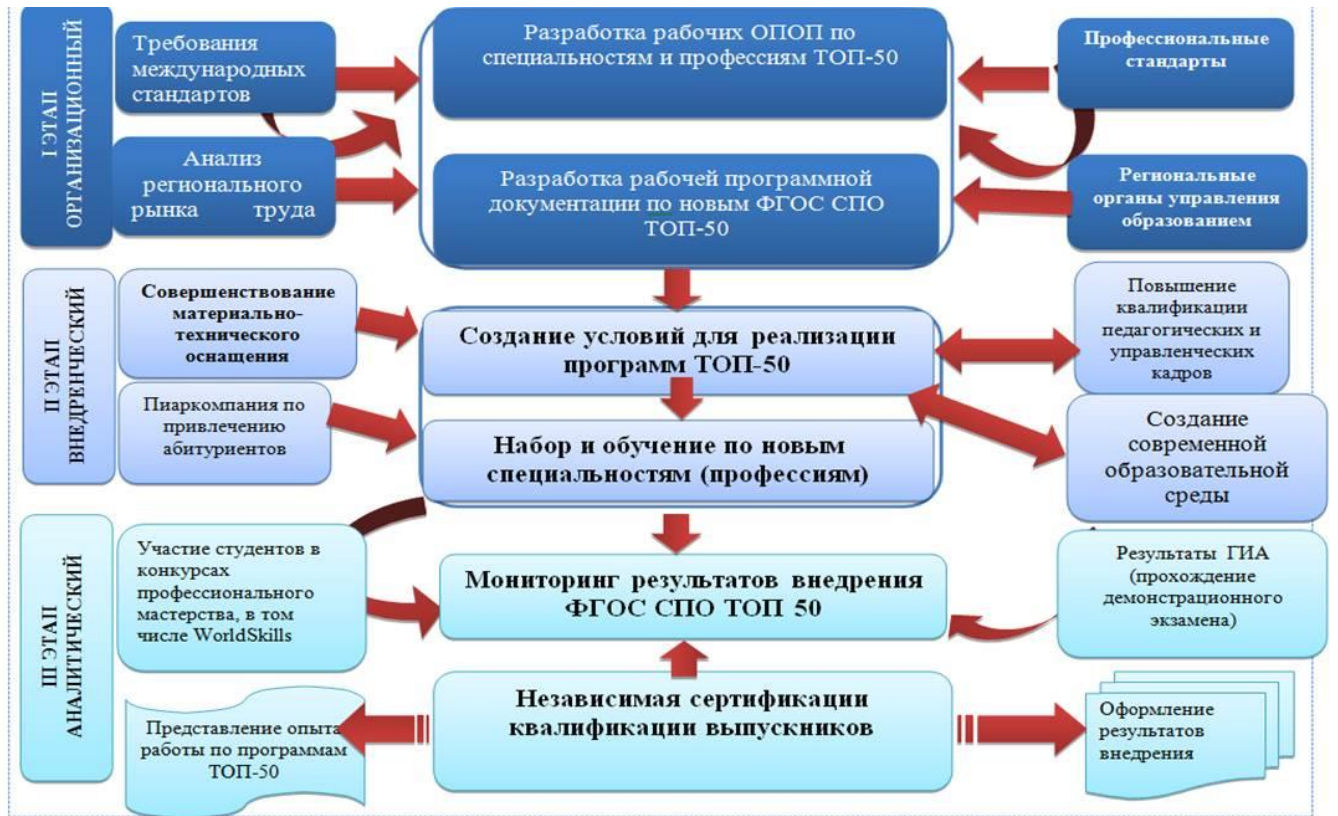 I ЭТАП
ОРГАНИЗАЦИОННЫЙ
Требования
международных
стандартов
Анализ
регионального
рынка труда
Разработка рабочих ОПОП по
специальностям и профессиям ТОП-50
Разработка рабочей программной
документации по новым ФГОС СПО
ТОП-50
Профессиональные
стандарты
Региональные
органы управления
образованием
II ЭТАП
ВНЕДРЕНЧЕСКИЙ
Совершенствование
материально-
технического
оснащения
Пиаркомпания по
привлечению
абитуриентов
Создание условий для реализации
программ ТОП-50
Набор и обучение по новым
специальностям (профессиям)
Повышение
квалификации
педагогических и
управленческих
кадров
Создание
современной
образовательной
среды
III ЭТАП
АНАЛИТИЧЕСКИЙ
Участие студентов в
конкурсах
профессионального
мастерства, в том
числе WorldSkills
Мониторинг результатов внедрения
ФГОС СПО ТОП 50
Результаты ГИА
(прохождение
демонстрационного
экзамена)
Представление опыта
работы по программам
ТОП-50
Независимая сертификации
квалификации выпускников
Оформление
результатов
внедрения